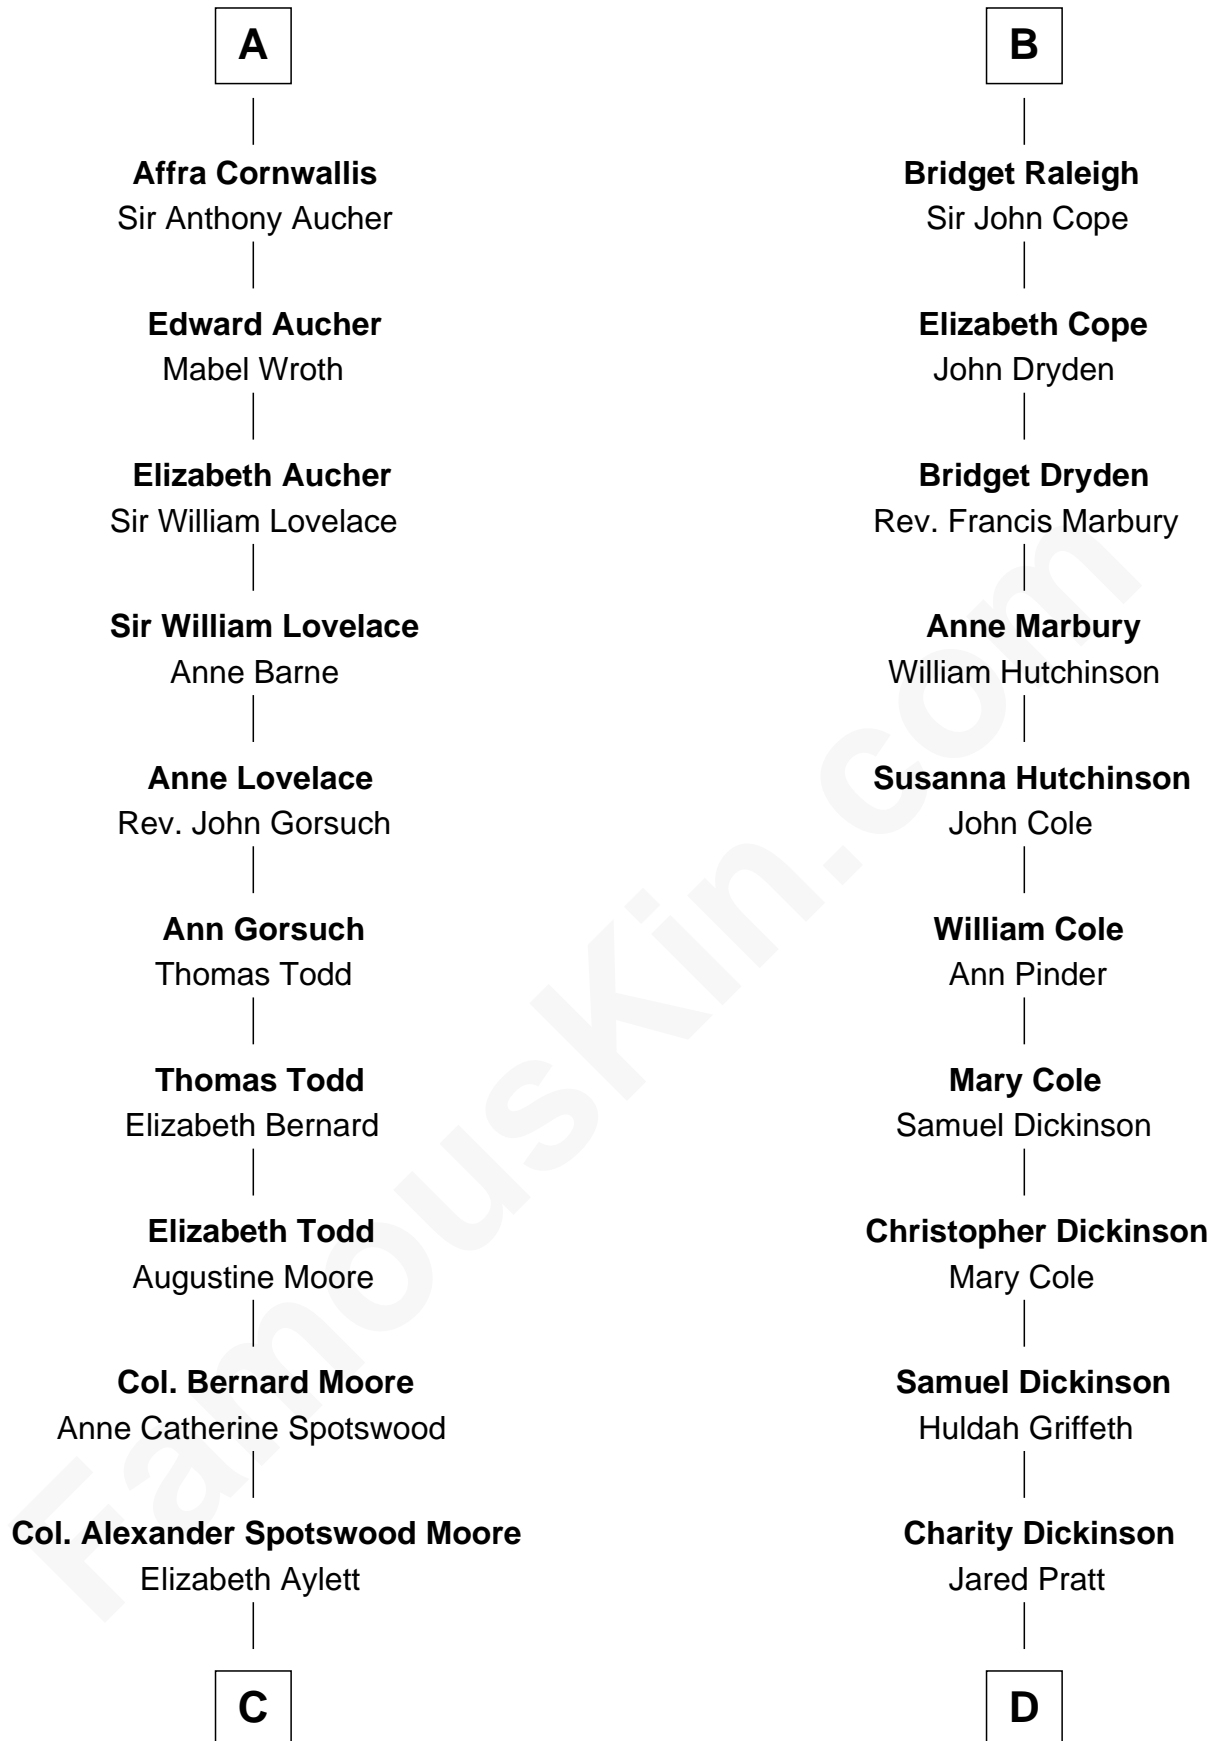 A
Affra Cornwallis
Sir Anthony Aucher
Edward Aucher
Mabel Wroth
Elizabeth Aucher
Sir William Lovelace
Sir William Lovelace
Anne Barne
Anne Lovelace
Rev. John Gorsuch
Ann Gorsuch
Thomas Todd
Thomas Todd
Elizabeth Bernard
Elizabeth Todd
Augustine Moore
Col. Bernard Moore
Anne Catherine Spotswood
Col. Alexander Spotswood Moore
Elizabeth Aylett
C
B
Bridget Raleigh
Sir John Cope
Elizabeth Cope
John Dryden
Bridget Dryden
Rev. Francis Marbury
Anne Marbury
William Hutchinson
Susanna Hutchinson
John Cole
William Cole
Ann Pinder
Mary Cole
Samuel Dickinson
Christopher Dickinson
Mary Cole
Samuel Dickinson
Huldah Griffeth
Charity Dickinson
Jared Pratt
D
FamousKin.com